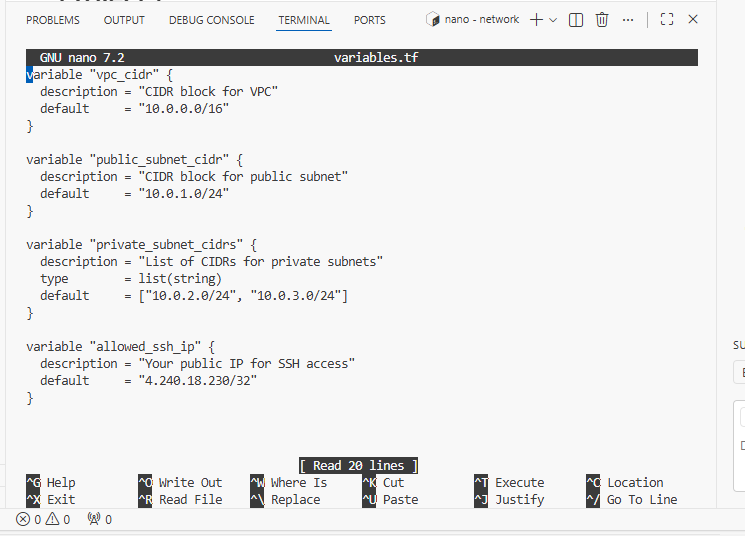 PROBLEMS OUTPUT DEBUG CONSOLE TERMINAL PORTS nano - network
GNU nano 7.2 variables.tf
variable "vpc_cidr" {
  description = "CIDR block for VPC"
  default     = "10.0.0.0/16"
}

variable "public_subnet_cidr" {
  description = "CIDR block for public subnet"
  default     = "10.0.1.0/24"
}

variable "private_subnet_cidrs" {
  description = "List of CIDRs for private subnets"
  type        = list(string)
  default     = ["10.0.2.0/24", "10.0.3.0/24"]
}

variable "allowed_ssh_ip" {
  description = "Your public IP for SSH access"
  default     = "4.240.18.230/32"
}

[ Read 20 lines ]
^G Help ^O Write Out ^W Where Is ^K Cut ^T Execute ^C Location
^X Exit ^R Read File ^\ Replace ^U Paste ^J Justify ^/ Go To Line
0 0 0